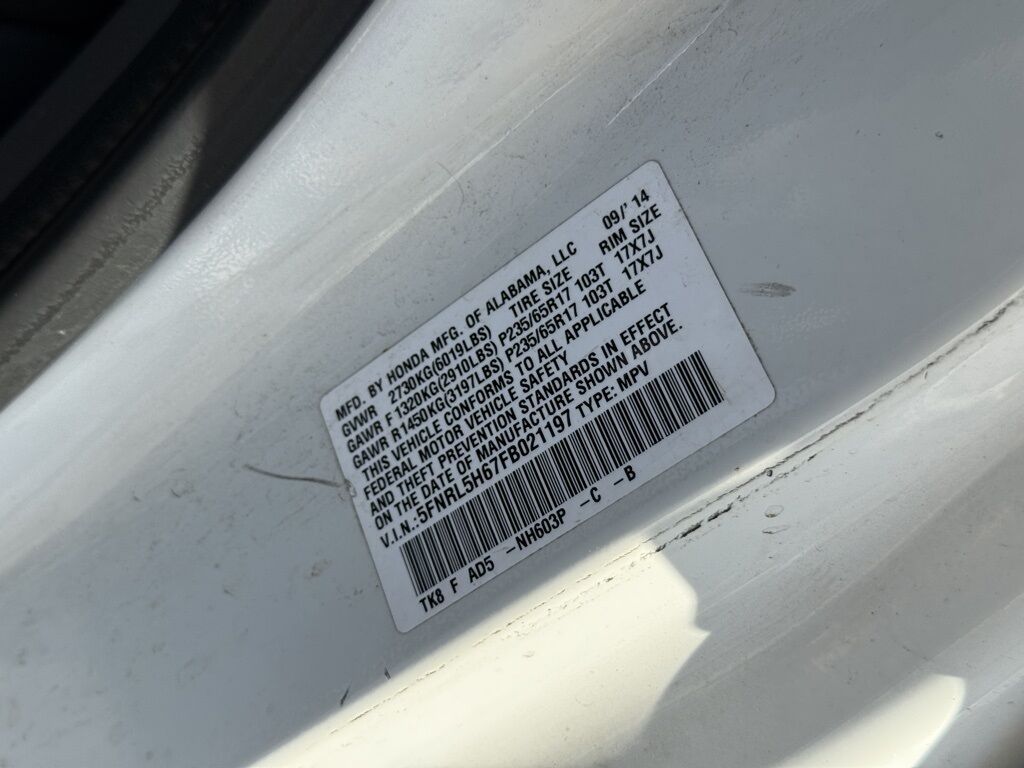 MFD. BY HONDA MFG. OF ALABAMA, LLC 09/'14
GVWR 2730KG(6019LBS) TIRE SIZE RIM SIZE
GAWR F 1320KG(2910LBS) P235/65R17 103T 17X7J
GAWR R1450KG(3197LBS) P235/65R17 103T 17X7J
THIS VEHICLE CONFORMS TO ALL APPLICABLE
FEDERAL MOTOR VEHICLE SAFETY
AND THEFT PREVENTION STANDARDS IN EFFECT
ON THE DATE OF MANUFACTURE SHOWN ABOVE.
V.I.N.:5FNRL5H67FB021197 TYPE: MPV
TK8 F AD5 -NH603P -C -B